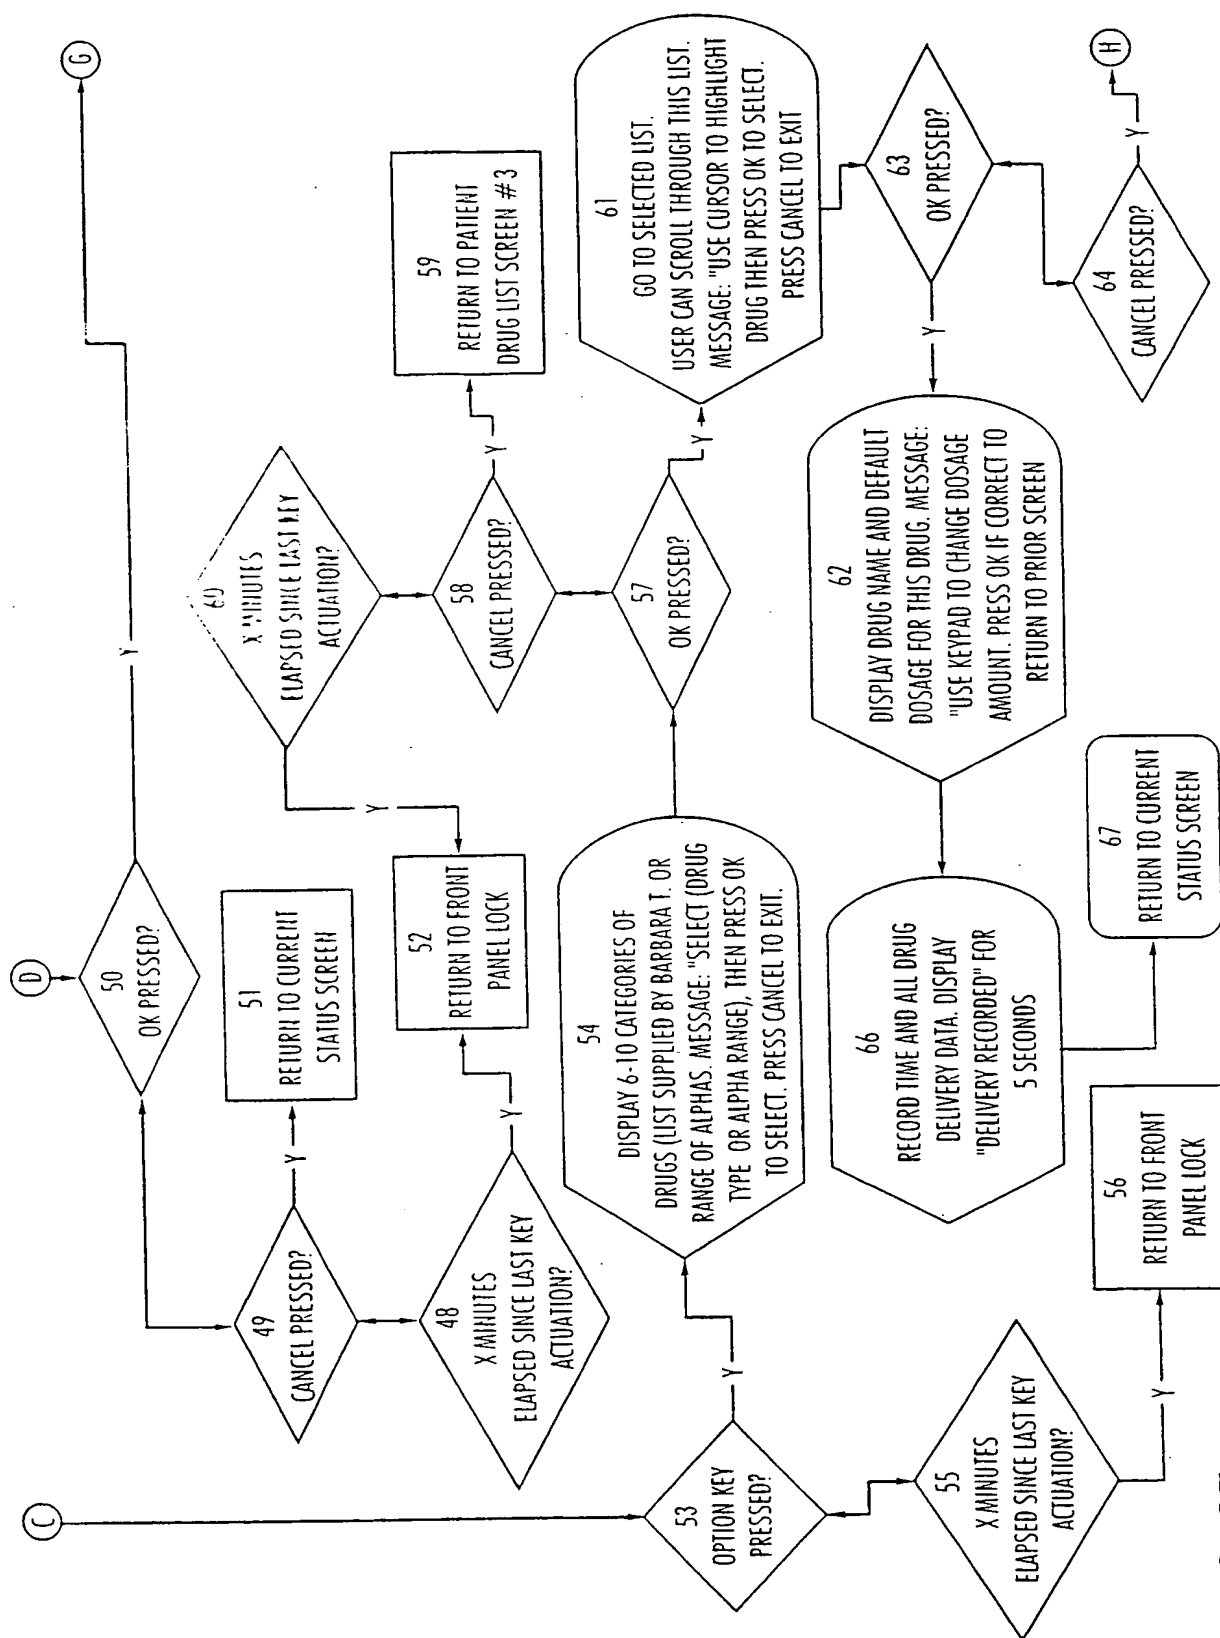 D
50
OK PRESSED?
Y
G
49
CANCEL PRESSED?
Y
51
RETURN TO CURRENT
STATUS SCREEN
48
X MINUTES
ELAPSED SINCE LAST KEY
ACTUATION?
Y
52
RETURN TO FRONT
PANEL LOCK
60
X MINUTES
ELAPSED SINCE LAST KEY
ACTUATION?
Y
58
CANCEL PRESSED?
Y
59
RETURN TO PATIENT
DRUG LIST SCREEN #3
57
OK PRESSED?
Y
C
53
OPTION KEY
PRESSED?
Y
54
DISPLAY 6-10 CATEGORIES OF
DRUGS (LIST SUPPLIED BY BARBARA T. OR
RANGE OF ALPHAS. MESSAGE: "SELECT (DRUG
TYPE OR ALPHA RANGE), THEN PRESS OK
TO SELECT. PRESS CANCEL TO EXIT.
61
GO TO SELECTED LIST.
USER CAN SCROLL THROUGH THIS LIST.
MESSAGE: "USE CURSOR TO HIGHLIGHT
DRUG THEN PRESS OK TO SELECT.
PRESS CANCEL TO EXIT
63
OK PRESSED?
Y
64
CANCEL PRESSED?
Y
H
62
DISPLAY DRUG NAME AND DEFAULT
DOSAGE FOR THIS DRUG. MESSAGE:
"USE KEYPAD TO CHANGE DOSAGE
AMOUNT. PRESS OK IF CORRECT TO
RETURN TO PRIOR SCREEN
66
RECORD TIME AND ALL DRUG
DELIVERY DATA. DISPLAY
"DELIVERY RECORDED" FOR
5 SECONDS
67
RETURN TO CURRENT
STATUS SCREEN
55
X MINUTES
ELAPSED SINCE LAST KEY
ACTUATION?
Y
56
RETURN TO FRONT
PANEL LOCK